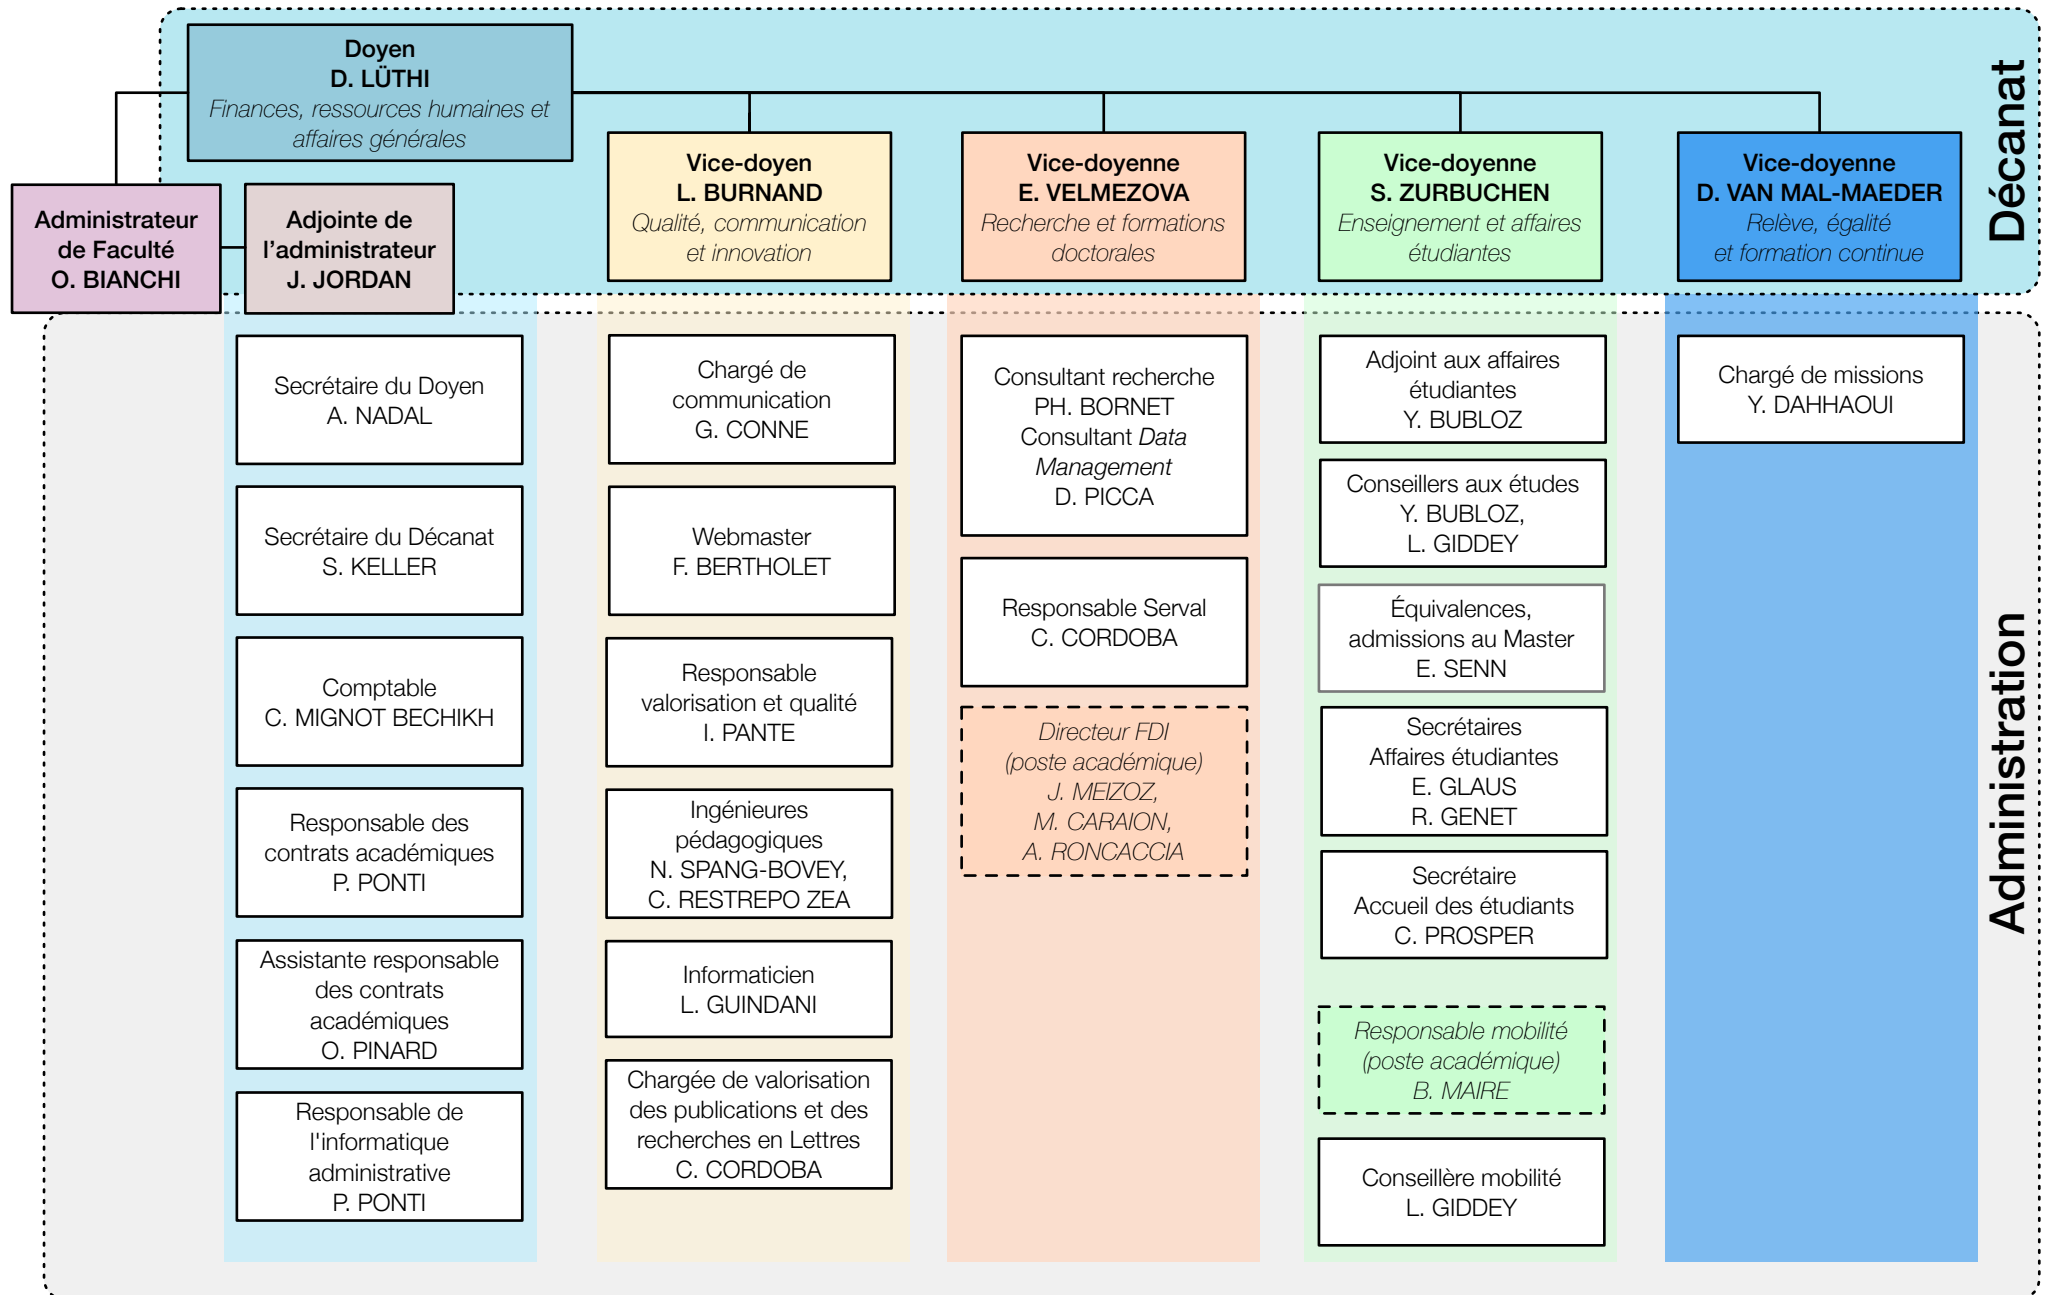 Doyen
D. LÜTHI
Finances, ressources humaines et
affaires générales
Administrateur
de Faculté
O. BIANCHI
Adjointe de
l’administrateur
J. JORDAN
Vice-doyen
L. BURNAND
Qualité, communication
et innovation
Vice-doyenne
E. VELMEZOVA
Recherche et formations
doctorales
Vice-doyenne
S. ZURBUCHEN
Enseignement et affaires
étudiantes
Vice-doyenne
D. VAN MAL-MAEDER
Relève, égalité
et formation continue
Décanat
Secrétaire du Doyen
A. NADAL
Secrétaire du Décanat
S. KELLER
Comptable
C. MIGNOT BECHIKH
Responsable des
contrats académiques
P. PONTI
Assistante responsable
des contrats
académiques
O. PINARD
Responsable de
l'informatique
administrative
P. PONTI
Chargé de
communication
G. CONNE
Webmaster
F. BERTHOLET
Responsable
valorisation et qualité
I. PANTE
Ingénieures
pédagogiques
N. SPANG-BOVEY,
C. RESTREPO ZEA
Informaticien
L. GUINDANI
Chargée de valorisation
des publications et des
recherches en Lettres
C. CORDOBA
Consultant recherche
PH. BORNET
Consultant Data
Management
D. PICCA
Responsable Serval
C. CORDOBA
Directeur FDI
(poste académique)
J. MEIZOZ,
M. CARAION,
A. RONCACCIA
Adjoint aux affaires
étudiantes
Y. BUBLOZ
Conseillers aux études
Y. BUBLOZ,
L. GIDDEY
Équivalences,
admissions au Master
E. SENN
Secrétaires
Affaires étudiantes
E. GLAUS
R. GENET
Secrétaire
Accueil des étudiants
C. PROSPER
Responsable mobilité
(poste académique)
B. MAIRE
Conseillère mobilité
L. GIDDEY
Chargé de missions
Y. DAHHAOUI
Administration